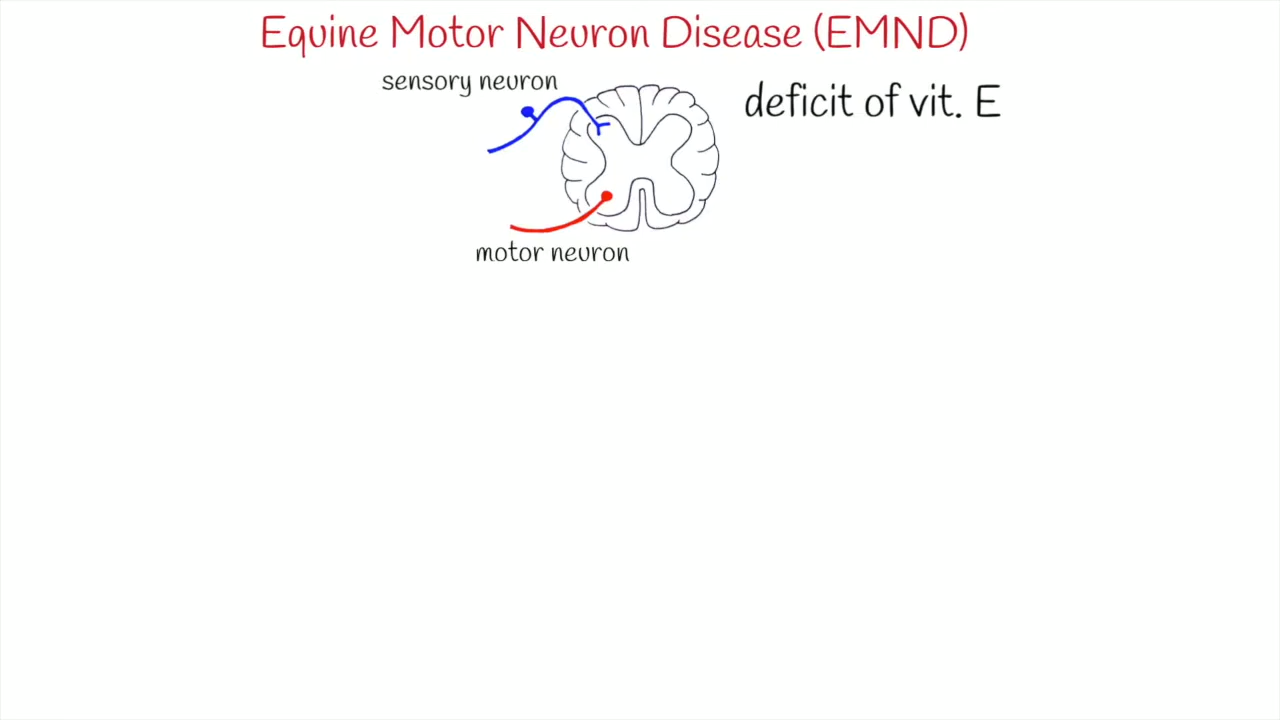 Equine Motor Neuron Disease (EMND)
sensory neuron
deficit of vit. E
motor neuron